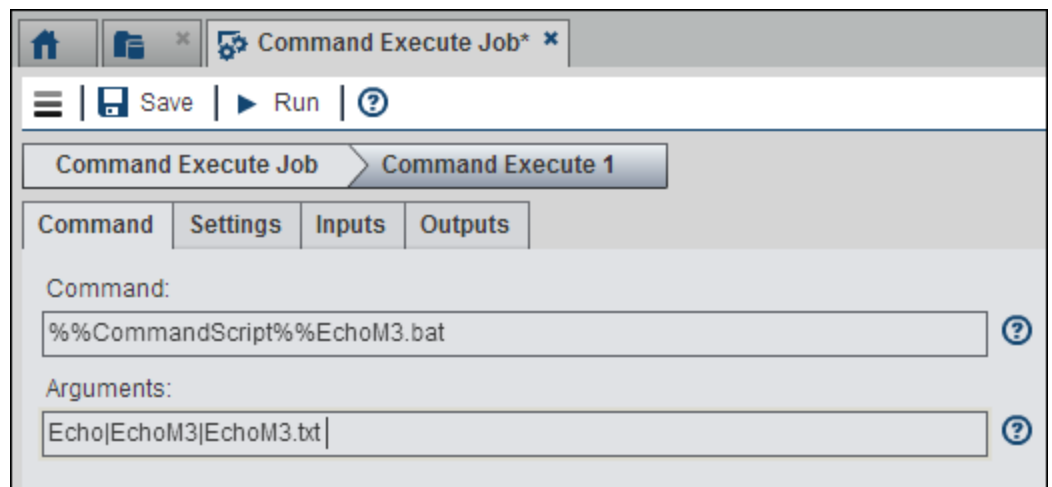 Command Execute Job*
Save Run
Command Execute Job Command Execute 1
Command Settings Inputs Outputs
Command:
%%CommandScript%%EchoM3.bat
Arguments:
Echo|EchoM3|EchoM3.txt